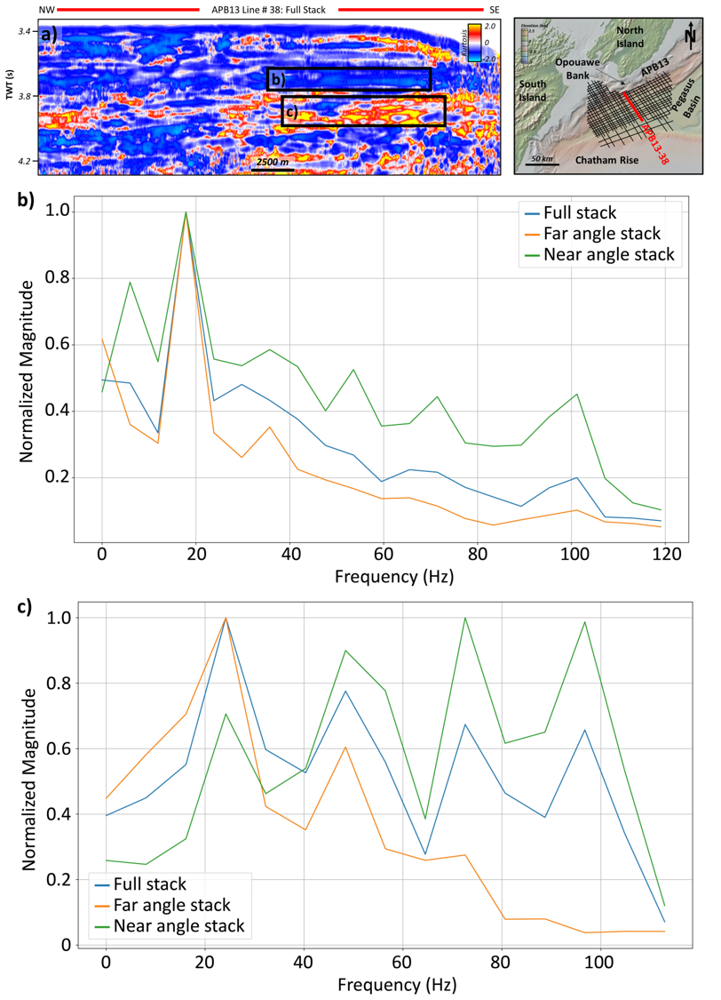 NW APB13 Line # 38: Full Stack SE
a)
3.4
3.8
4.2
TWT (s)
b)
c)
2500 m
2.0
0
-2.0
Kurtosis
Elevation (km)
North
Island
N
Opouawe
Bank
APB13
South
Island
Pegasus
Basin
APB13-38
50 km
Chatham Rise
b)
1.0
0.8
0.6
0.4
0.2
Normalized Magnitude
Full stack
Far angle stack
Near angle stack
0 20 40 60 80 100 120
Frequency (Hz)
c)
1.0
0.8
0.6
0.4
0.2
0
Normalized Magnitude
Full stack
Far angle stack
Near angle stack
0 20 40 60 80 100
Frequency (Hz)